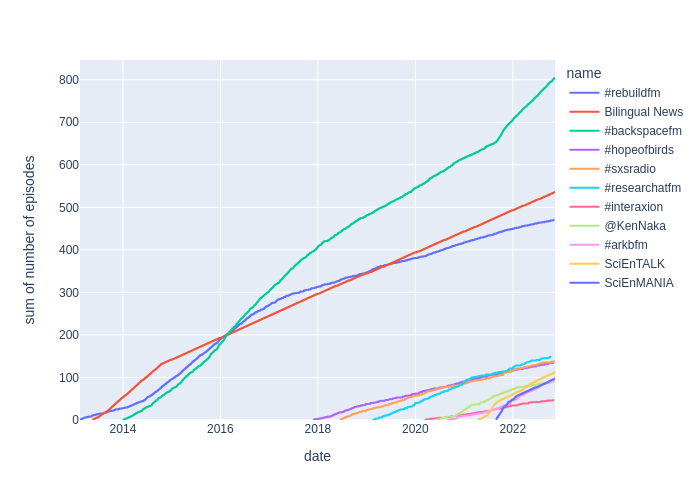 name
#rebuildfm
Bilingual News
#backspacefm
#hopeofbirds
#sxsradio
#researchatfm
#interaxion
@KenNaka
#arkbfm
SciEnTALK
SciEnMANIA
sum of number of episodes
800
700
600
500
400
300
200
100
0
2014 2016 2018 2020 2022
date